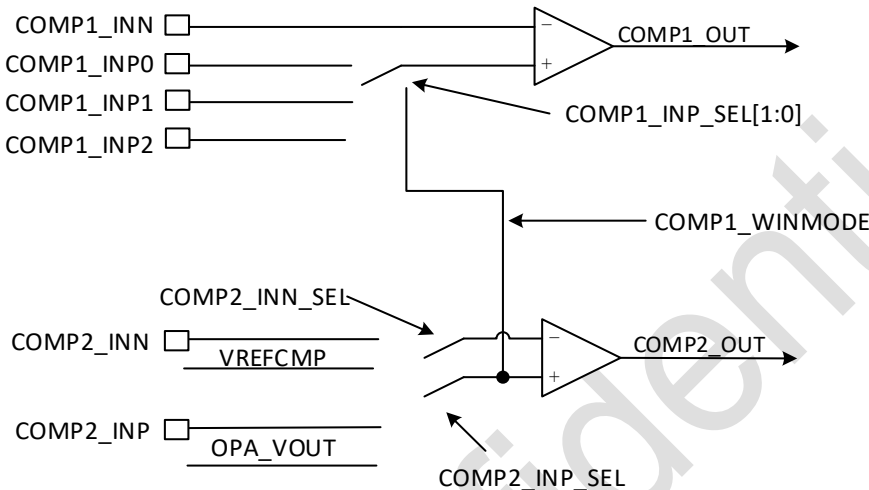 COMP1_INN
COMP1_OUT
COMP1_INP0
COMP1_INP1
COMP1_INP_SEL[1:0]
COMP1_INP2
COMP1_WINMODE
COMP2_INN_SEL
COMP2_INN
COMP2_OUT
VREFCMP
COMP2_INP
OPA_VOUT
COMP2_INP_SEL